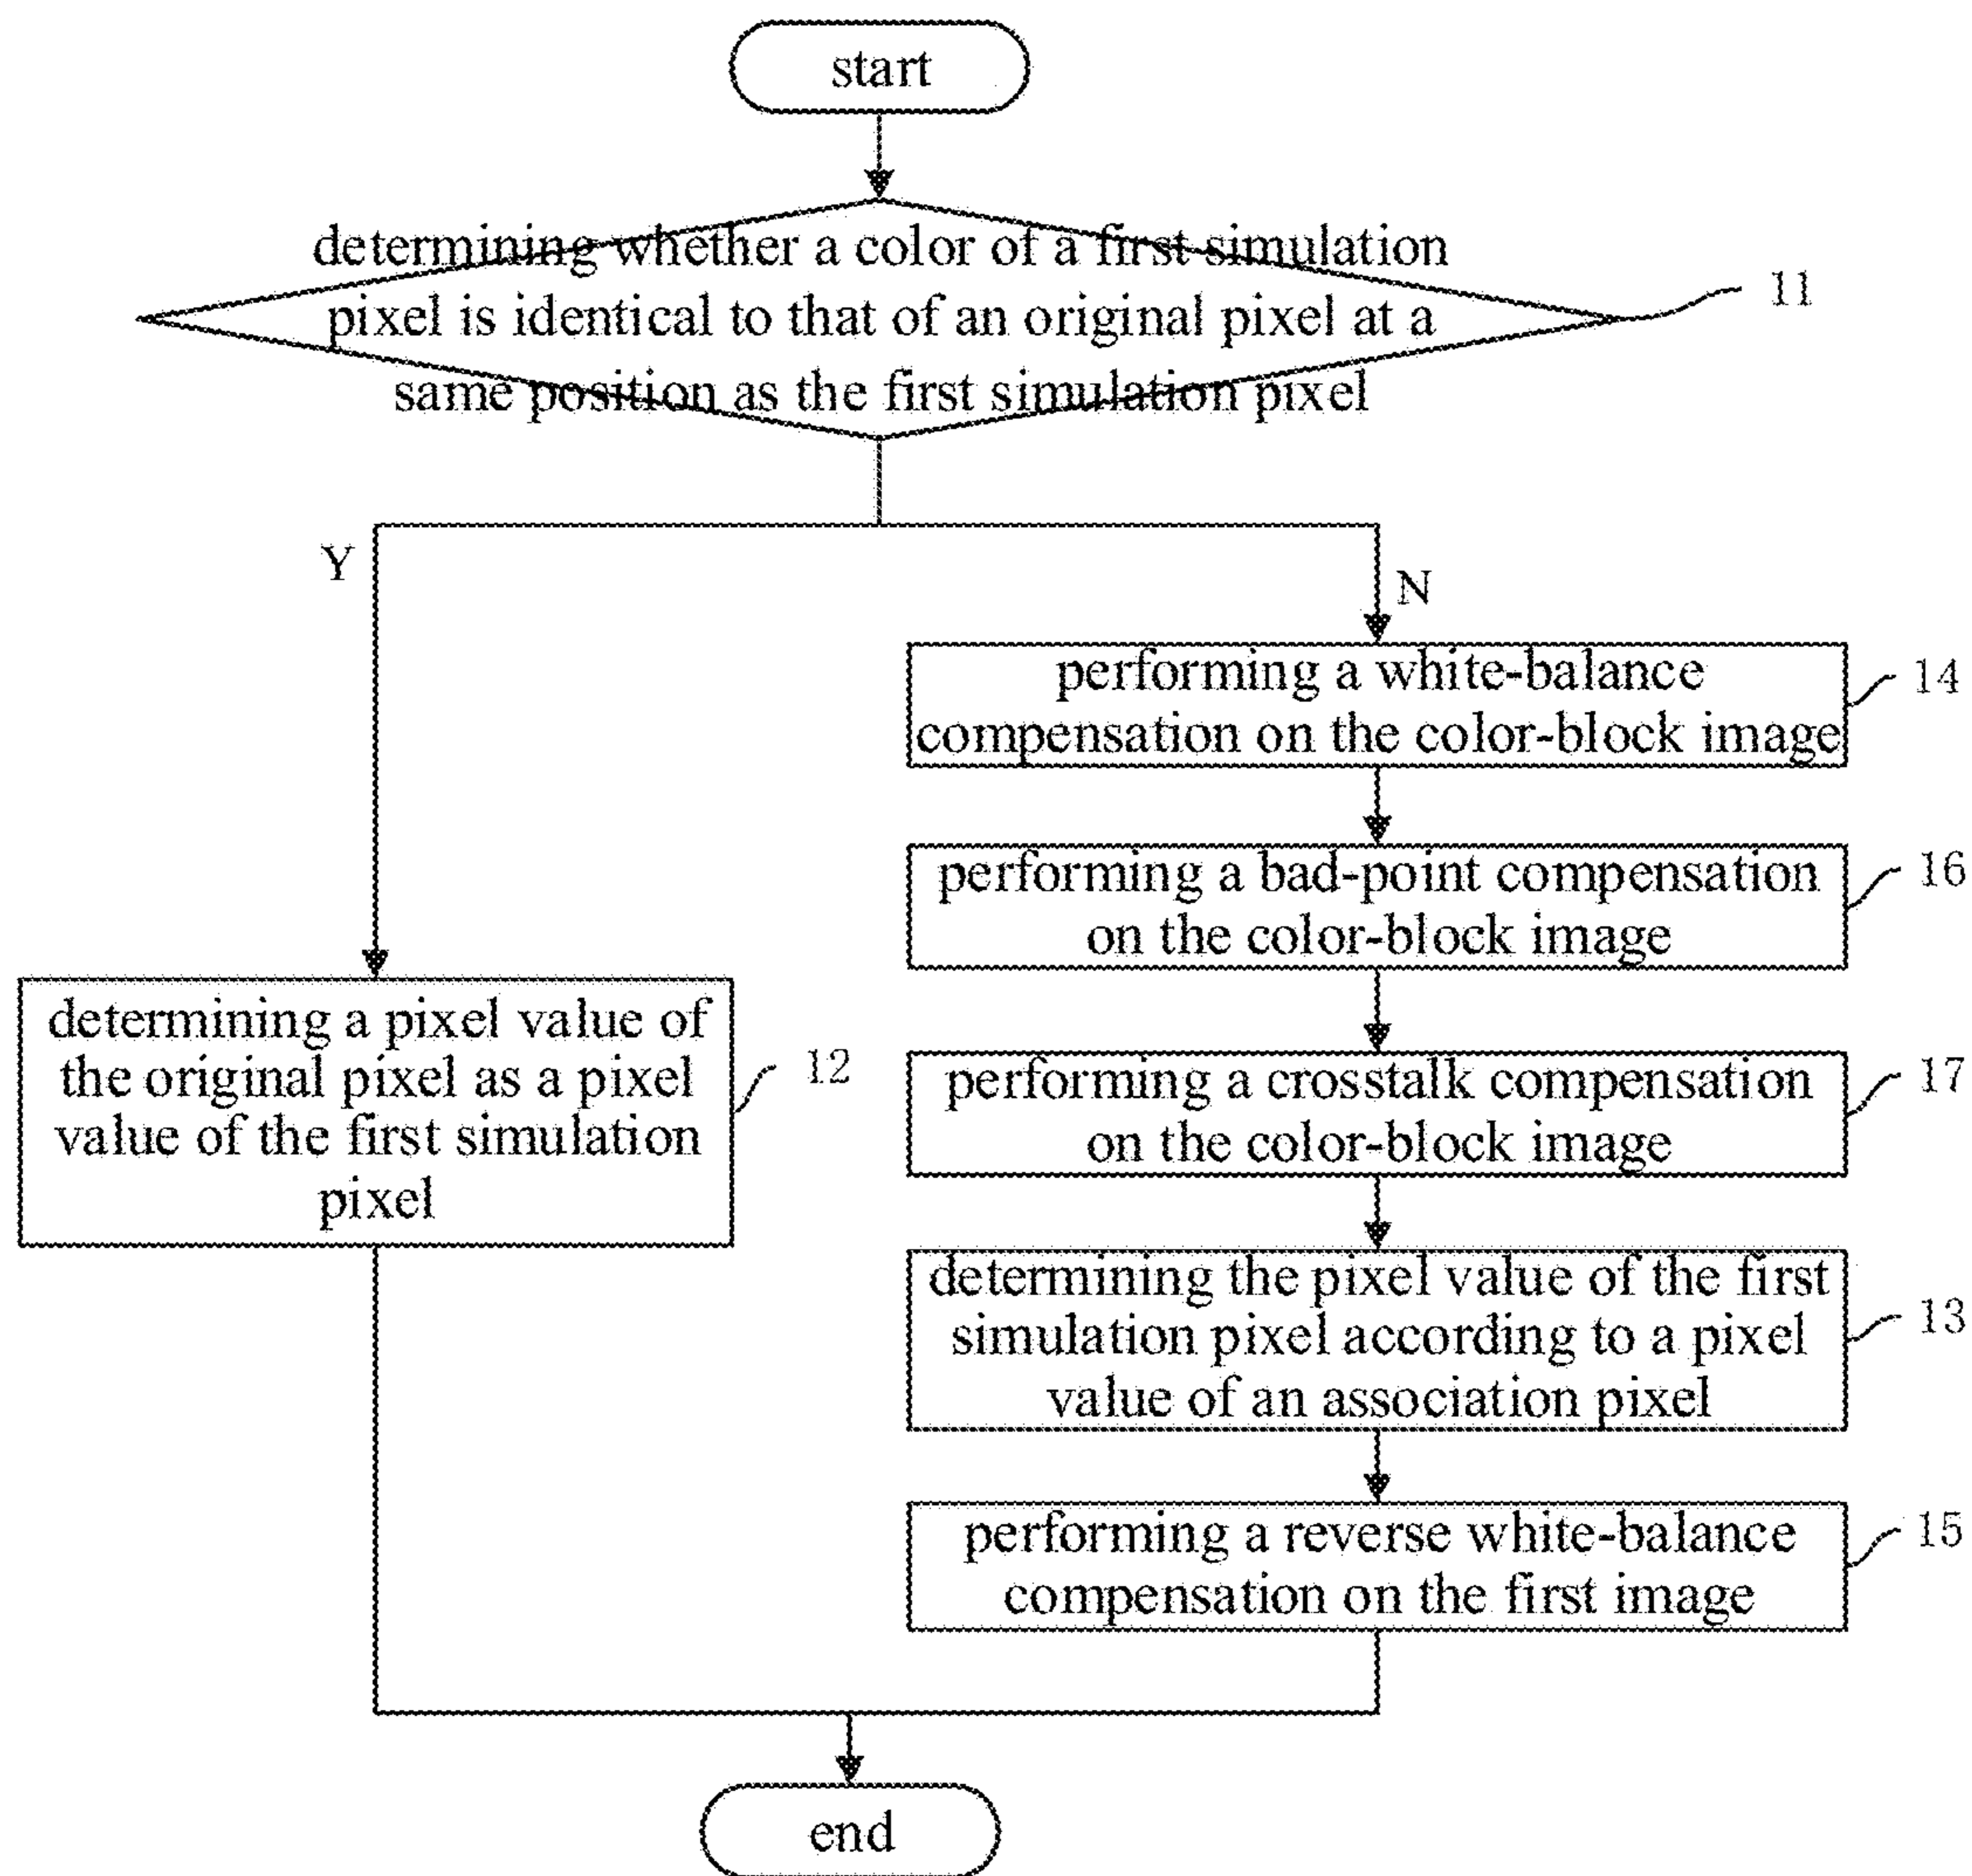 start
determining whether a color of a first simulation
pixel is identical to that of an original pixel at a
same position as the first simulation pixel
11
Y
N
performing a white-balance
compensation on the color-block image
14
performing a bad-point compensation
on the color-block image
16
determining a pixel value of
the original pixel as a pixel
value of the first simulation
pixel
12
performing a crosstalk compensation
on the color-block image
17
determining the pixel value of the first
simulation pixel according to a pixel
value of an association pixel
13
performing a reverse white-balance
compensation on the first image
15
end